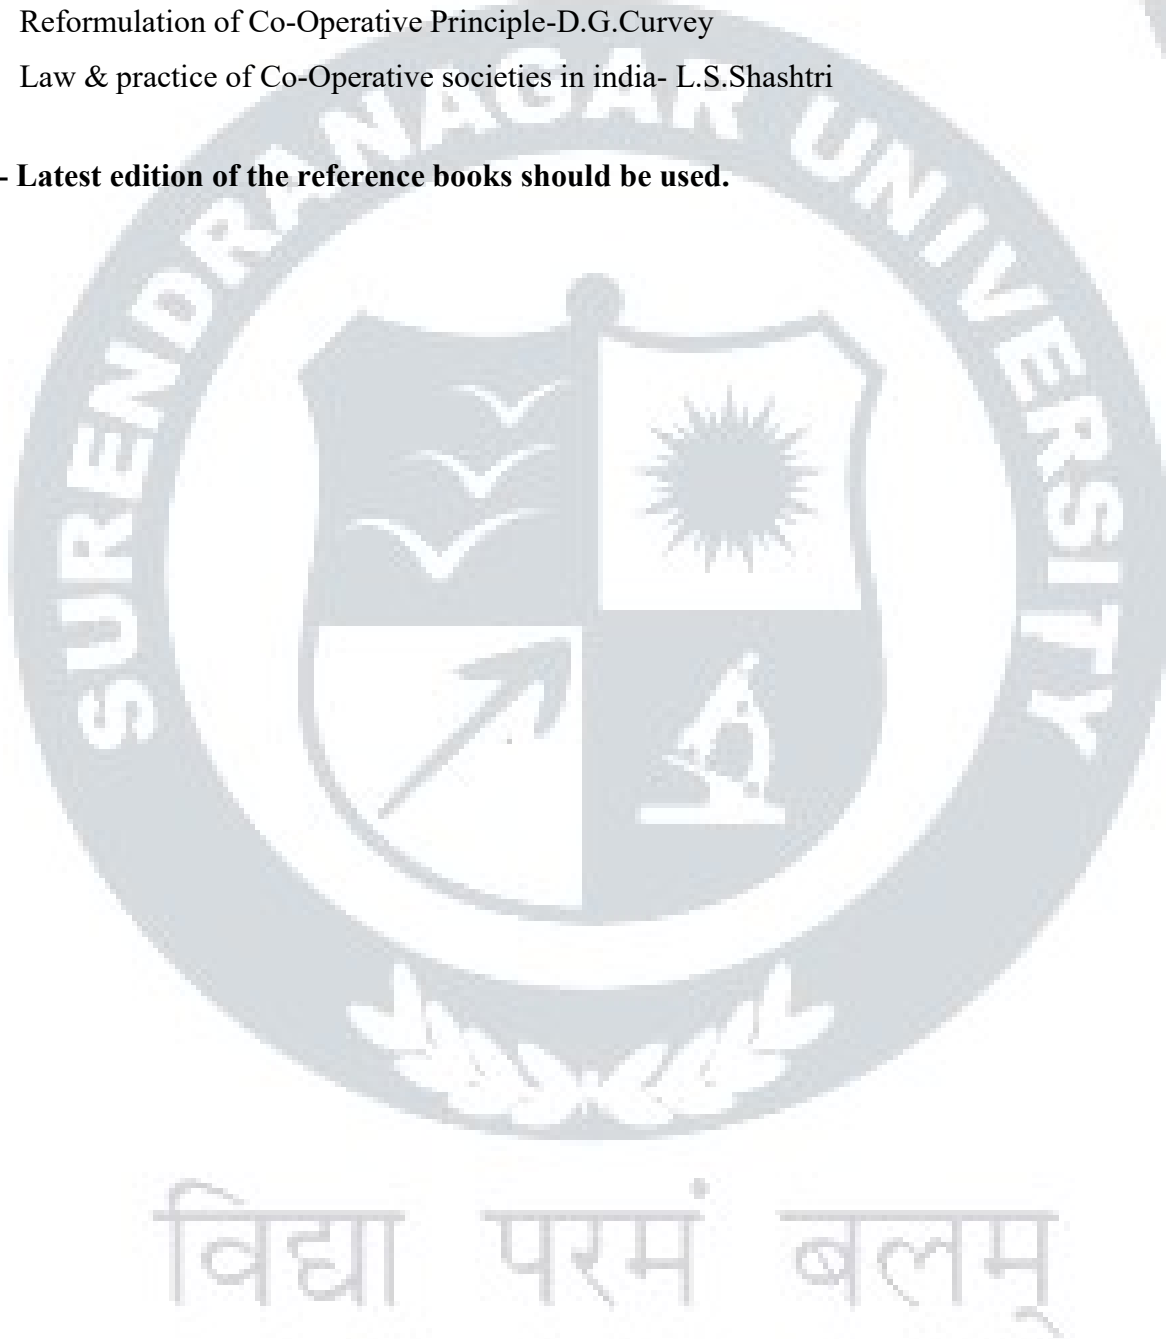 Reformulation of Co-Operative Principle-D.G.Curvey
Law & practice of Co-Operative societies in india- L.S.Shashtri
- Latest edition of the reference books should be used.
SURENDRANAGAR UNIVERSITY
विद्या परमं बलम्